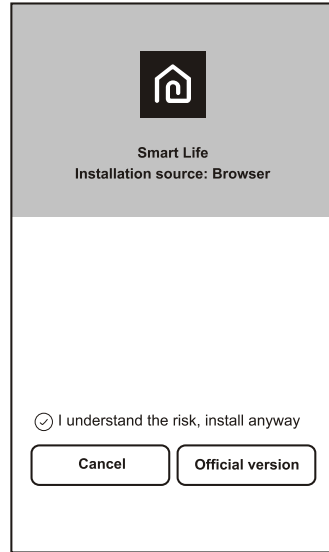 Smart Life
Installation source: Browser
I understand the risk, install anyway
Cancel
Official version